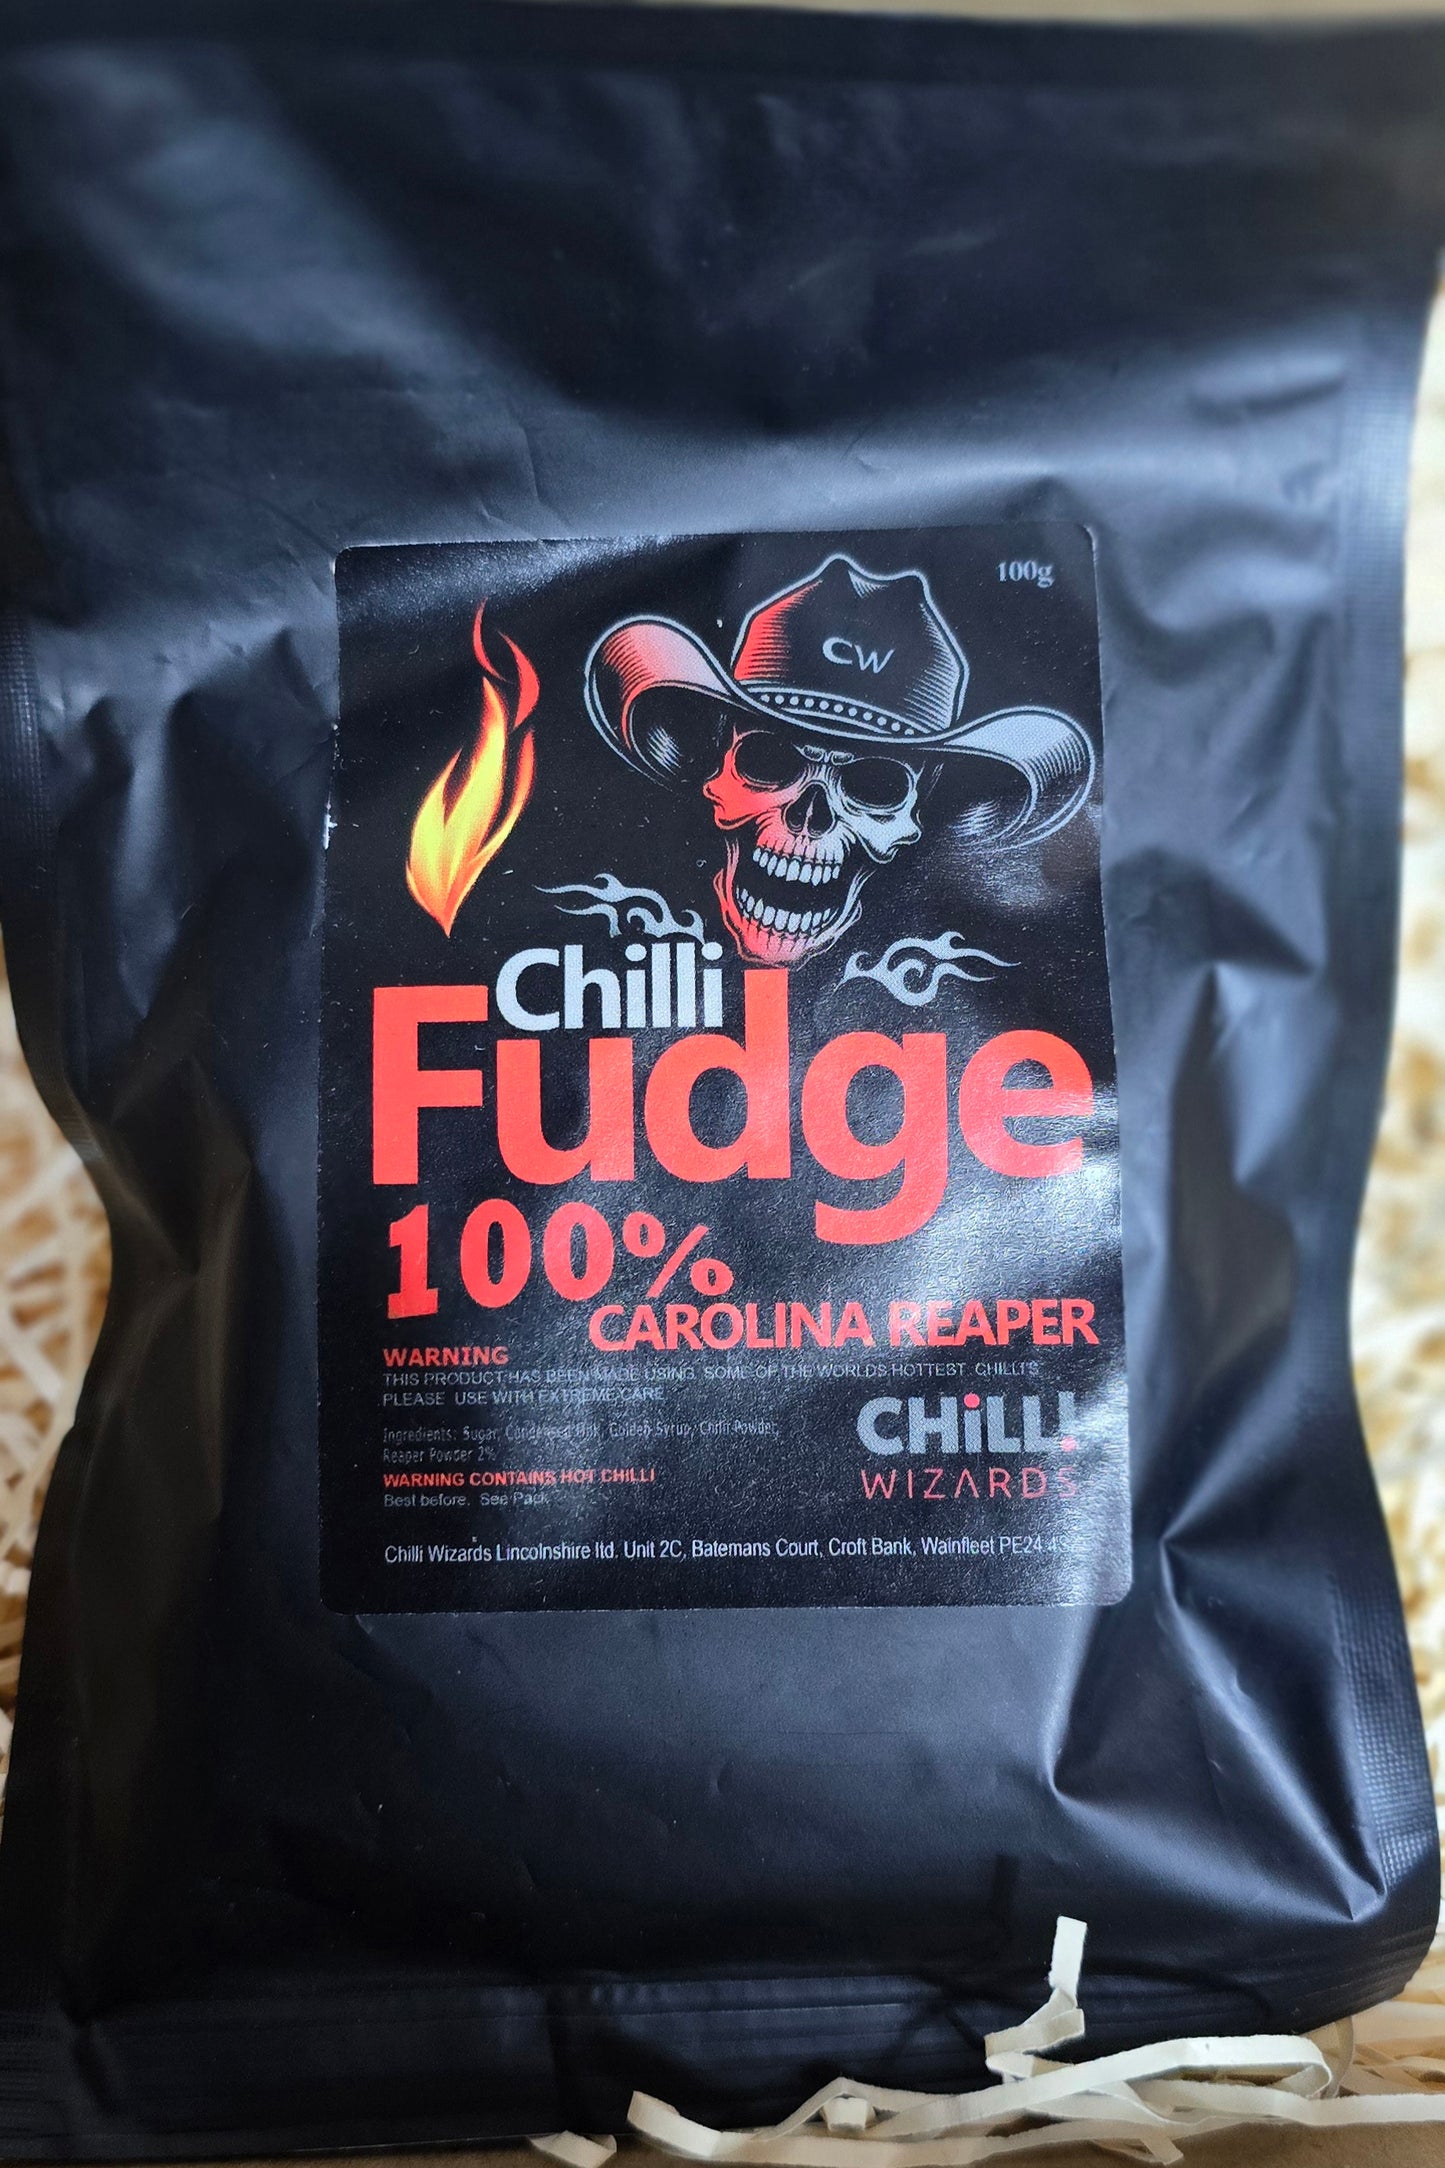 100g
CW
Chilli
Fudge
100%
CAROLINA REAPER
WARNING
THIS PRODUCT HAS BEEN MADE USING SOME OF THE WORLDS HOTTEST CHILLI'S
PLEASE USE WITH EXTREME CARE
Ingredients: Sugar, Condensed Milk, Golden Syrup, Chilli Powder,
Reaper Powder 2%
WARNING CONTAINS HOT CHILLI
Best before. See Pack
CHiLLI
WIZARDS
Chilli Wizards Lincolnshire ltd. Unit 2C, Batemans Court, Croft Bank, Wainfleet PE24